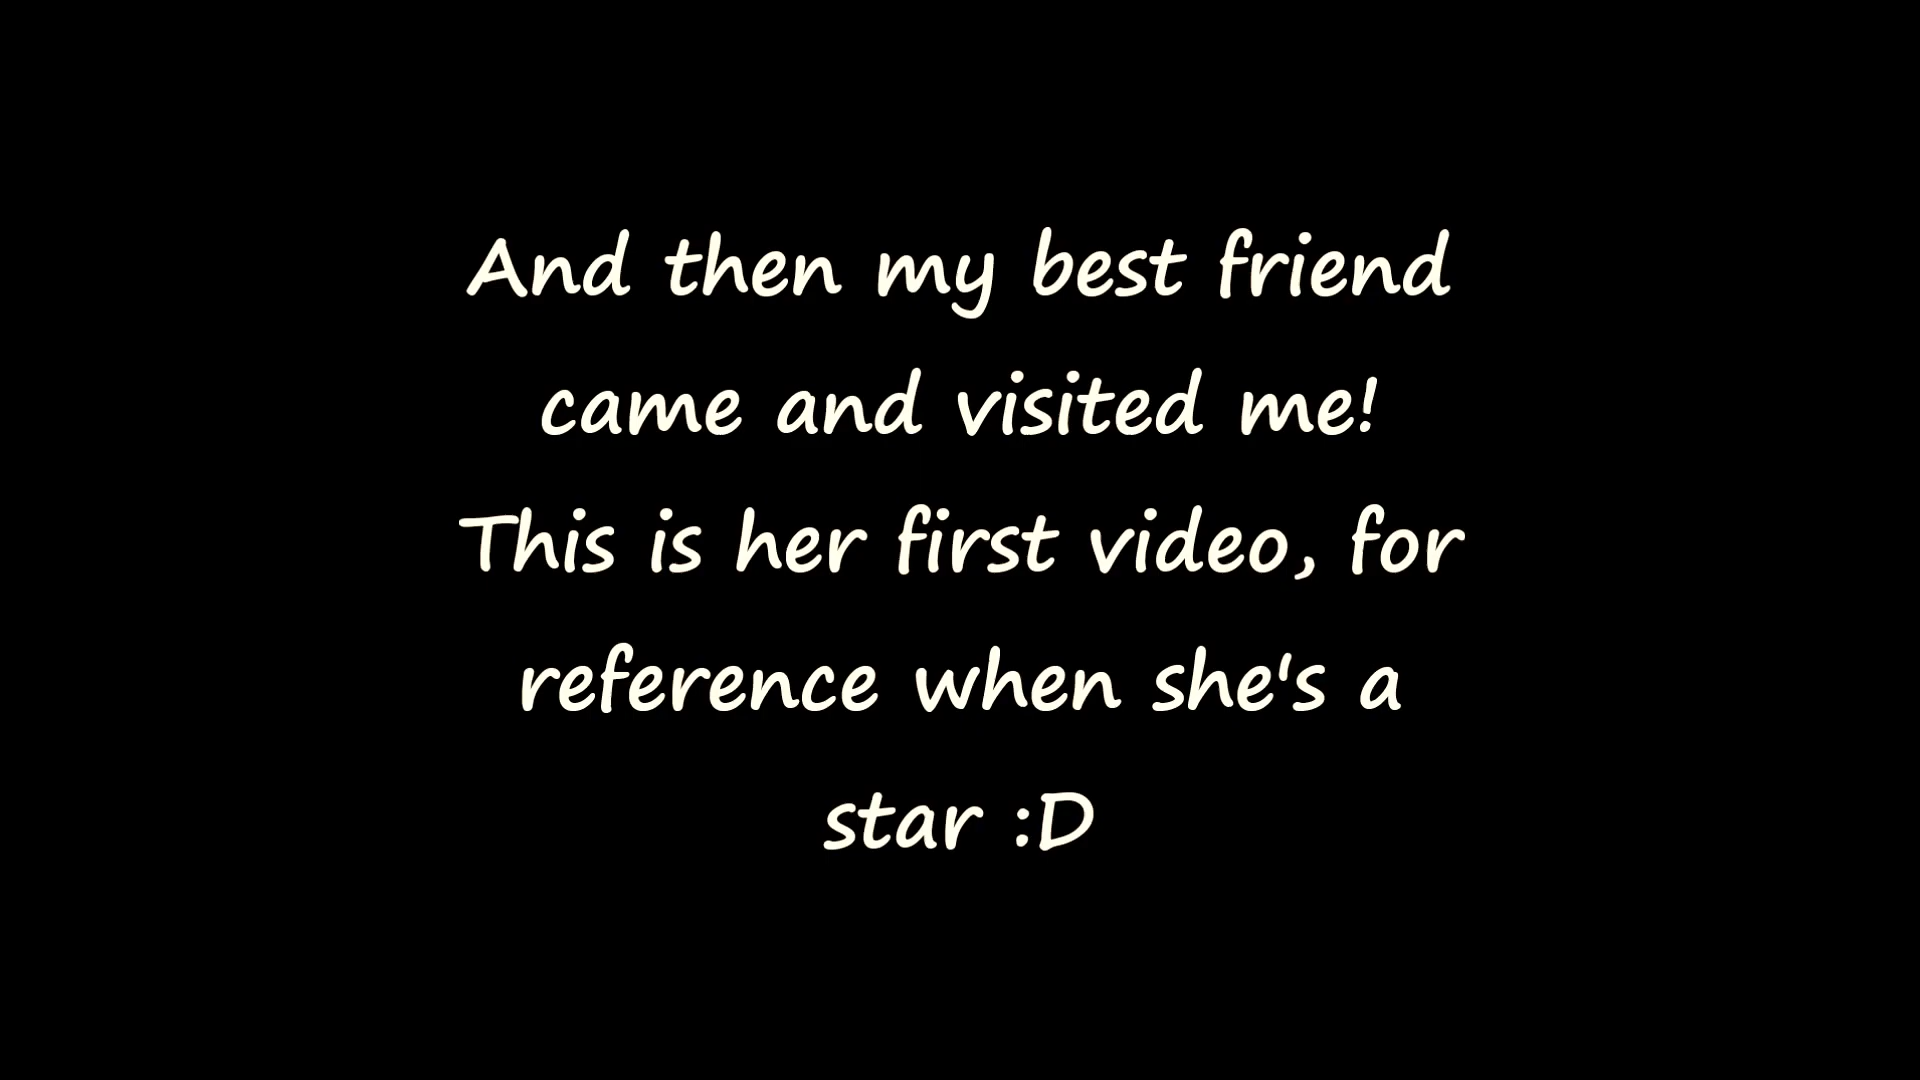 And then my best friend
came and visited me!
This is her first video, for
reference when she's a
star :D